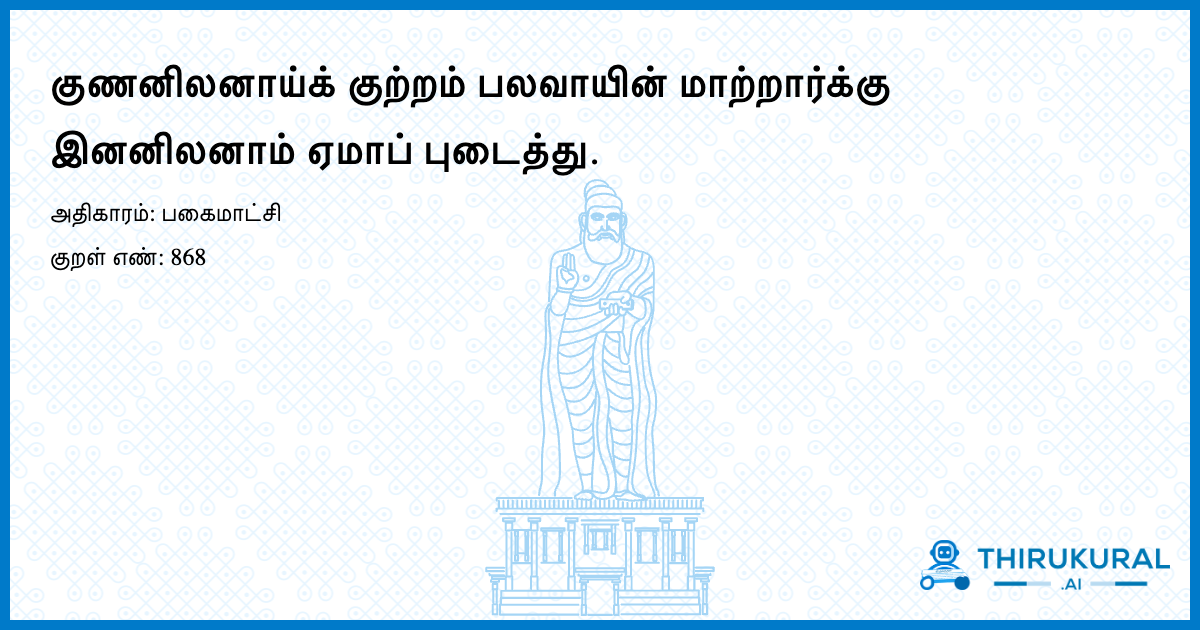 குணனிலனாய்க் குற்றம் பலவாயின் மாற்றார்க்கு
இனனிலனாம் ஏமாப் புடைத்து.
அதிகாரம்: பகைமாட்சி
குறள் எண்: 868
THIRUKURAL
.AI